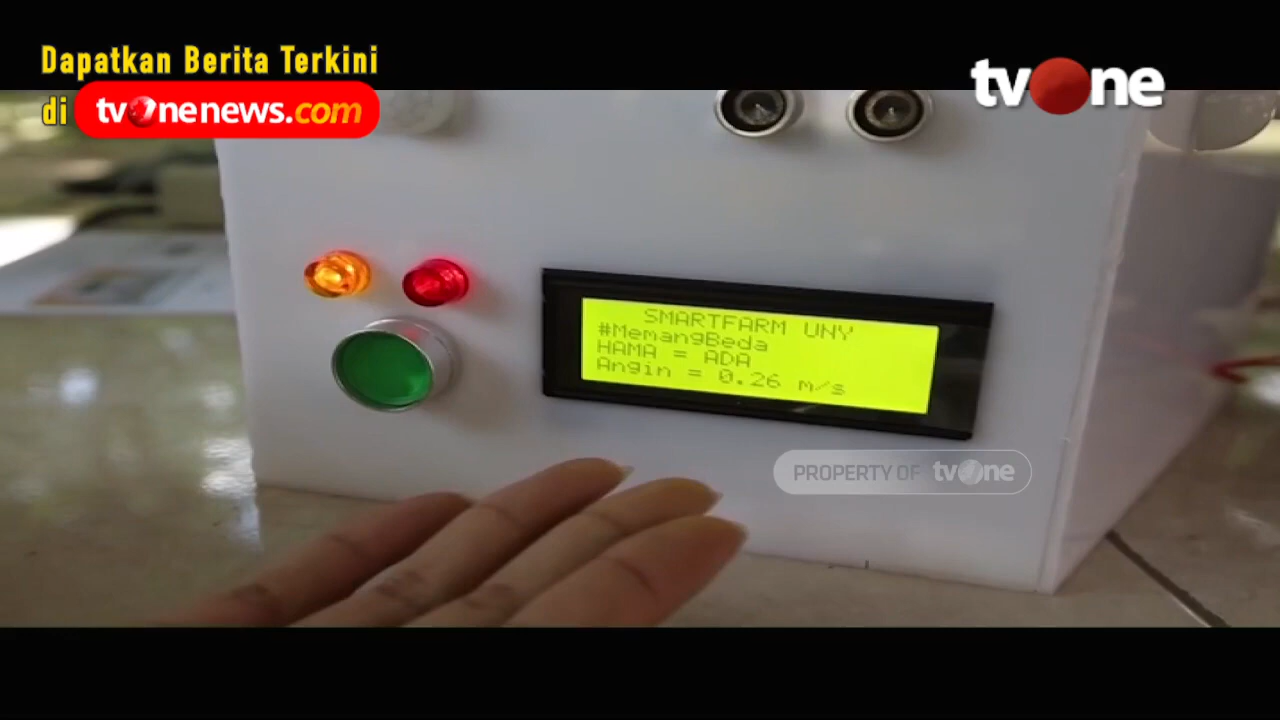 Dapatkan Berita Terkini
di tvonenews.com
tvone
SMARTFARM UNY
#MemangBeda
HAMA = ADA
Angin = 0.26 m/s
PROPERTY OF tvone